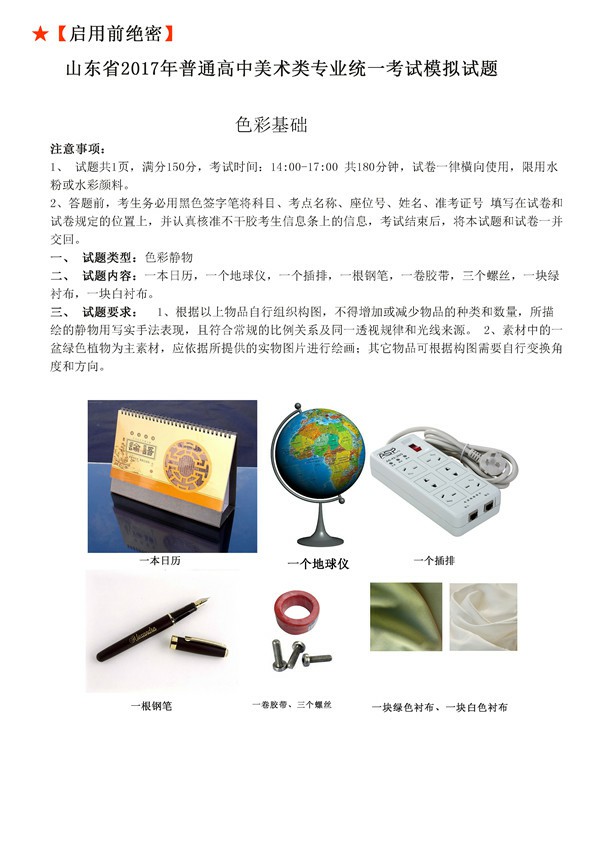 ★【启用前绝密】
山东省2017年普通高中美术类专业统一考试模拟试题
色彩基础
注意事项：
1、 试题共1页，满分150分，考试时间：14:00-17:00 共180分钟，试卷一律横向使用，限用水
粉或水彩颜料。
2、答题前，考生务必用黑色签字笔将科目、考点名称、座位号、姓名、准考证号 填写在试卷和
试卷规定的位置上，并认真核准不干胶考生信息条上的信息，考试结束后，将本试题和试卷一并
交回。
一、 试题类型：色彩静物
二、 试题内容：一本日历，一个地球仪，一个插排，一根钢笔，一卷胶带，三个螺丝，一块绿
衬布，一块白衬布。
三、 试题要求： 1、根据以上物品自行组织构图，不得增加或减少物品的种类和数量，所描
绘的静物用写实手法表现，且符合常规的比例关系及同一透视规律和光线来源。 2、素材中的一
盆绿色植物为主素材，应依据所提供的实物图片进行绘画；其它物品可根据构图需要自行变换角
度和方向。
ASP
一本日历
一个地球仪
一个插排
Alexandra
一根钢笔
一卷胶带、三个螺丝
一块绿色衬布、一块白色衬布